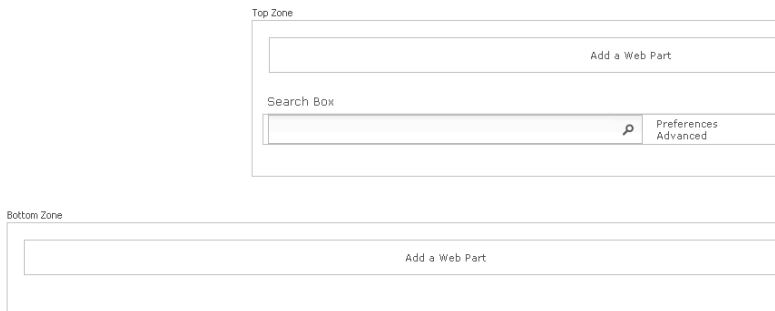 Top Zone
Add a Web Part
Search Box
Preferences
Advanced
Bottom Zone
Add a Web Part